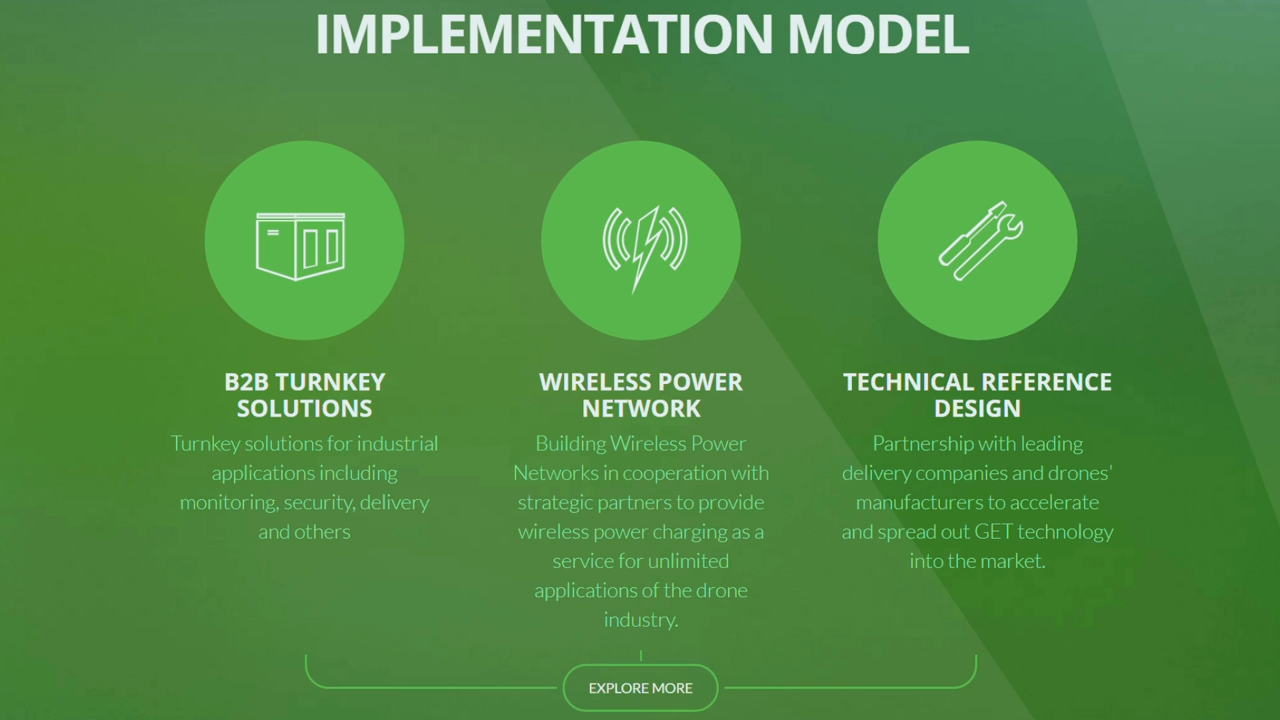 IMPLEMENTATION MODEL
B2B TURNKEY
SOLUTIONS
Turnkey solutions for industrial
applications including
monitoring, security, delivery
and others
WIRELESS POWER
NETWORK
Building Wireless Power
Networks in cooperation with
strategic partners to provide
wireless power charging as a
service for unlimited
applications of the drone
industry.
TECHNICAL REFERENCE
DESIGN
Partnership with leading
delivery companies and drones'
manufacturers to accelerate
and spread out GET technology
into the market.
EXPLORE MORE